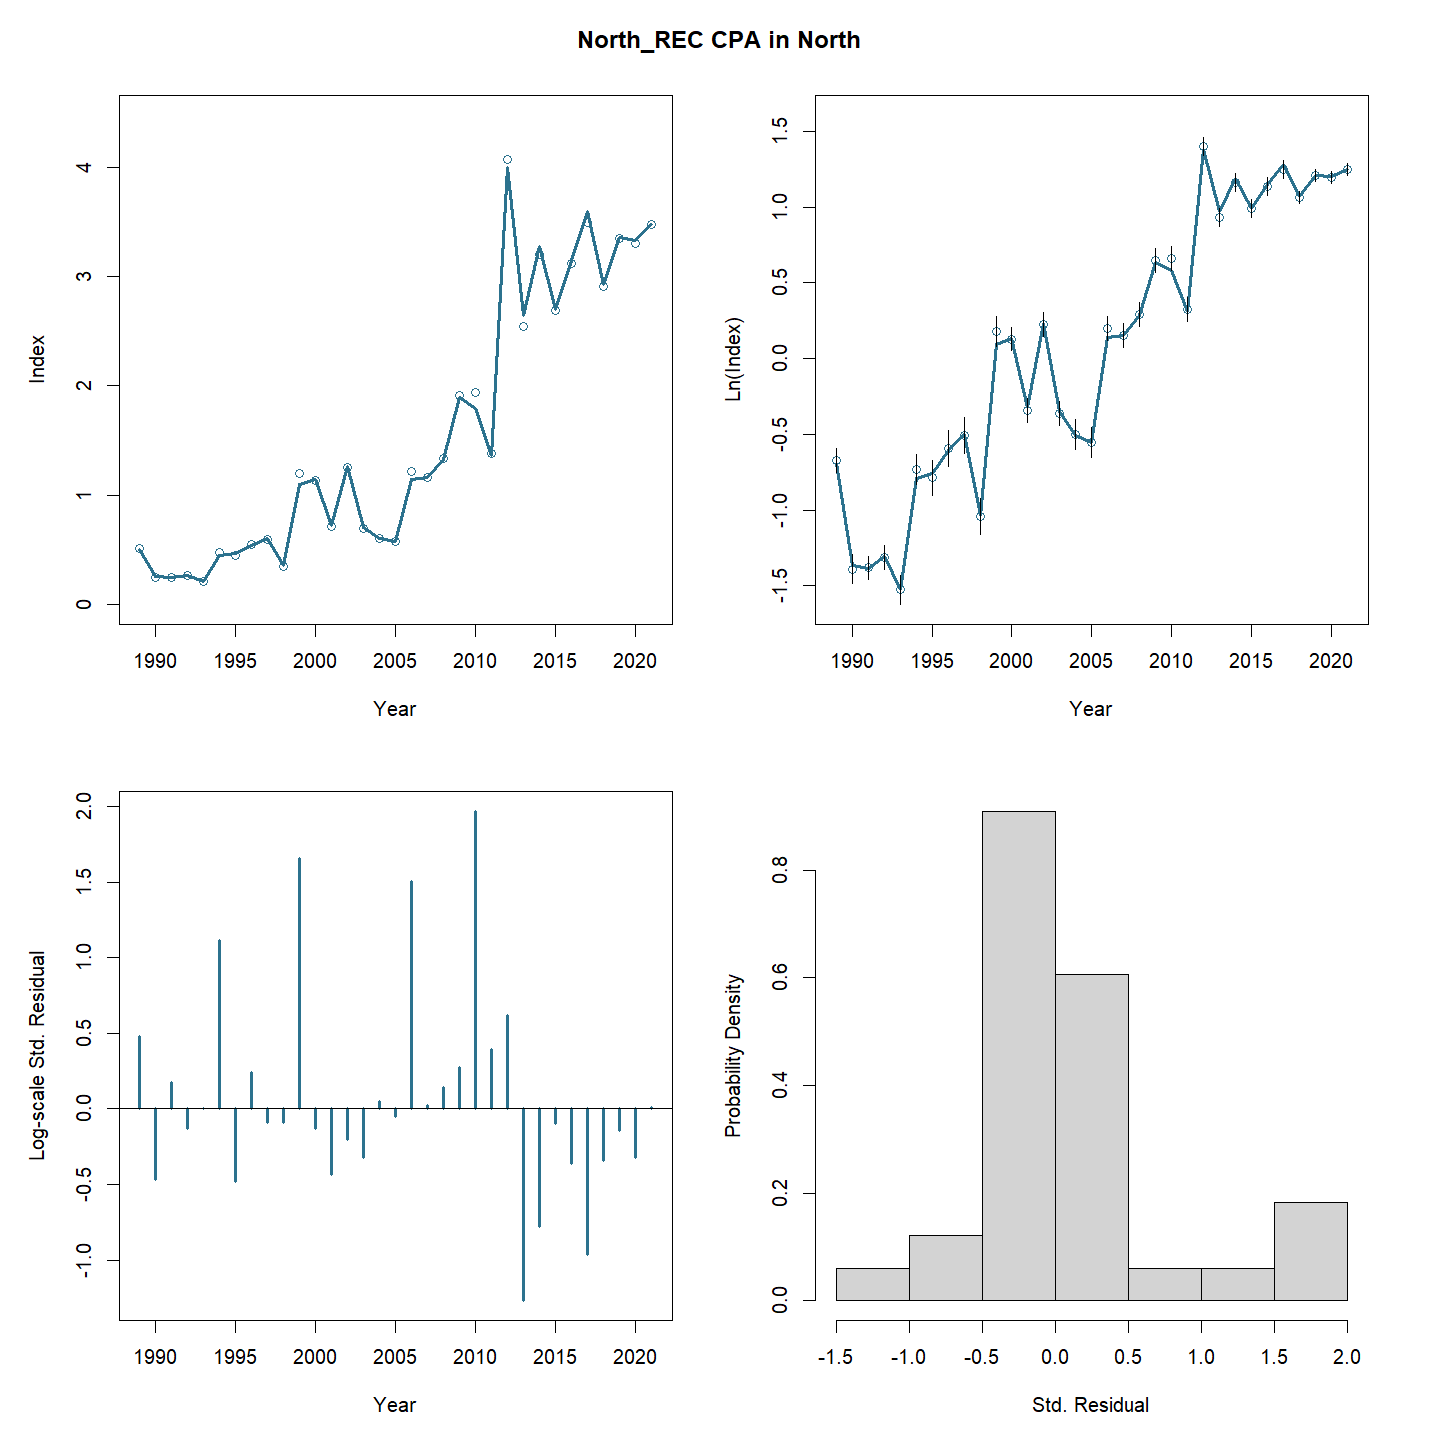 North_REC CPA in North
Index
0
1
2
3
4
1990 1995 2000 2005 2010 2015 2020
Year
Ln(Index)
-1.5
-1.0
-0.5
0.0
0.5
1.0
1.5
1990 1995 2000 2005 2010 2015 2020
Year
Log-scale Std. Residual
-1.0
-0.5
0.0
0.5
1.0
1.5
2.0
1990 1995 2000 2005 2010 2015 2020
Year
Probability Density
0.0
0.2
0.4
0.6
0.8
-1.5 -1.0 -0.5 0.0 0.5 1.0 1.5 2.0
Std. Residual